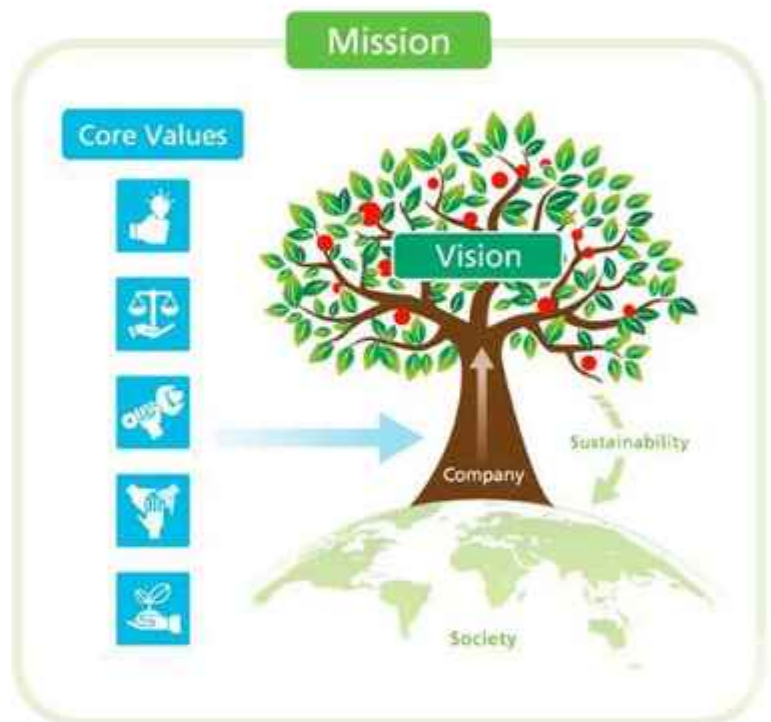 Mission
Core Values
Vision
Sustainability
Company
Society